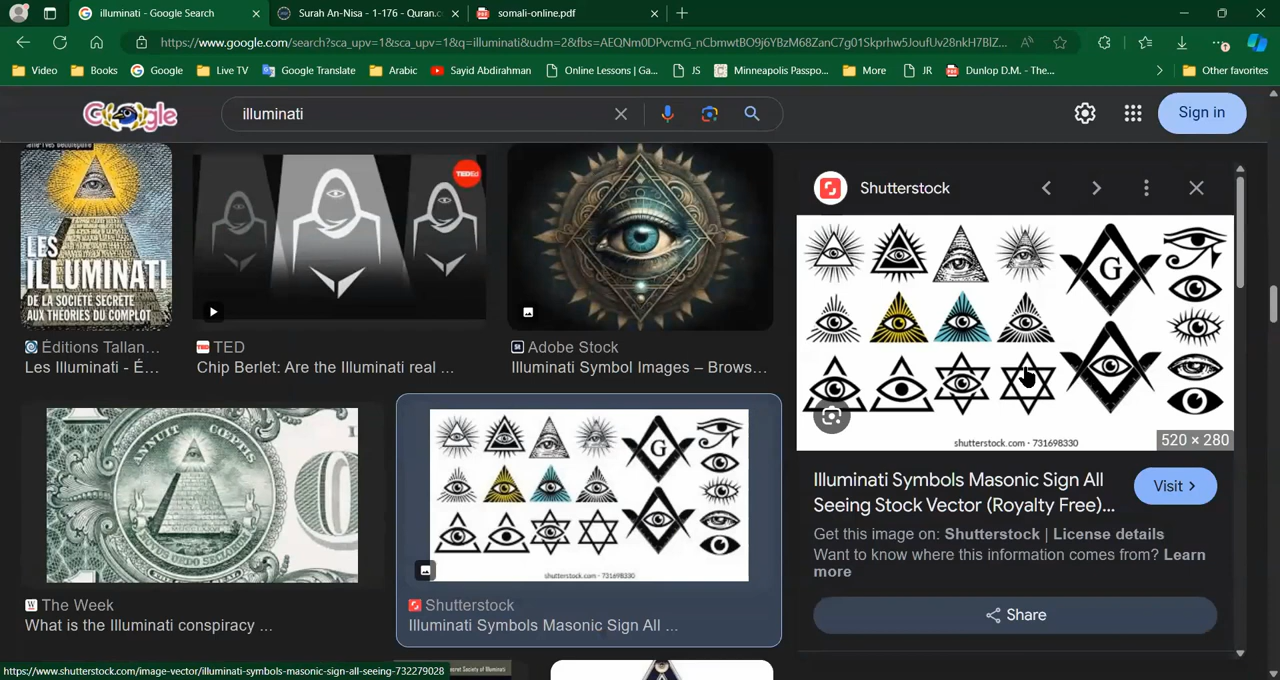 illuminati - Google Search
Surah An-Nisa - 1-176 - Quran.c
somali-online.pdf
https://www.google.com/search?sca_upv=1&sca_upv=1&q=illuminati&udm=2&fbs=AEQNm0DPvcmG_nCbmwtBO9j6YBzM68ZanC7g01Skprhw5JoufUv28nkH7BlZ...
Video
Books
Google
Live TV
Google Translate
Arabic
Sayid Abdirahman
Online Lessons | Ga...
JS
Minneapolis Passpo...
More
JR
Dunlop D.M. - The...
Other favorites
Google
illuminati
Sign in
LES
ILLUMINATI
DE LA SOCIÉTÉ SECRÈTE
AUX THÉORIES DU COMPLOT
TEDEd
Éditions Tallan...
Les Illuminati - É...
TED
Chip Berlet: Are the Illuminati real ...
Adobe Stock
Illuminati Symbol Images – Brows...
ANNUIT CŒPTIS
The Week
What is the Illuminati conspiracy ...
G
shutterstock.com · 731698330
Shutterstock
Illuminati Symbols Masonic Sign All ...
Shutterstock
G
shutterstock.com · 731698330
520 × 280
Illuminati Symbols Masonic Sign All
Seeing Stock Vector (Royalty Free)...
Visit
Get this image on: Shutterstock | License details
Want to know where this information comes from? Learn
more
Share
https://www.shutterstock.com/image-vector/illuminati-symbols-masonic-sign-all-seeing-732279028